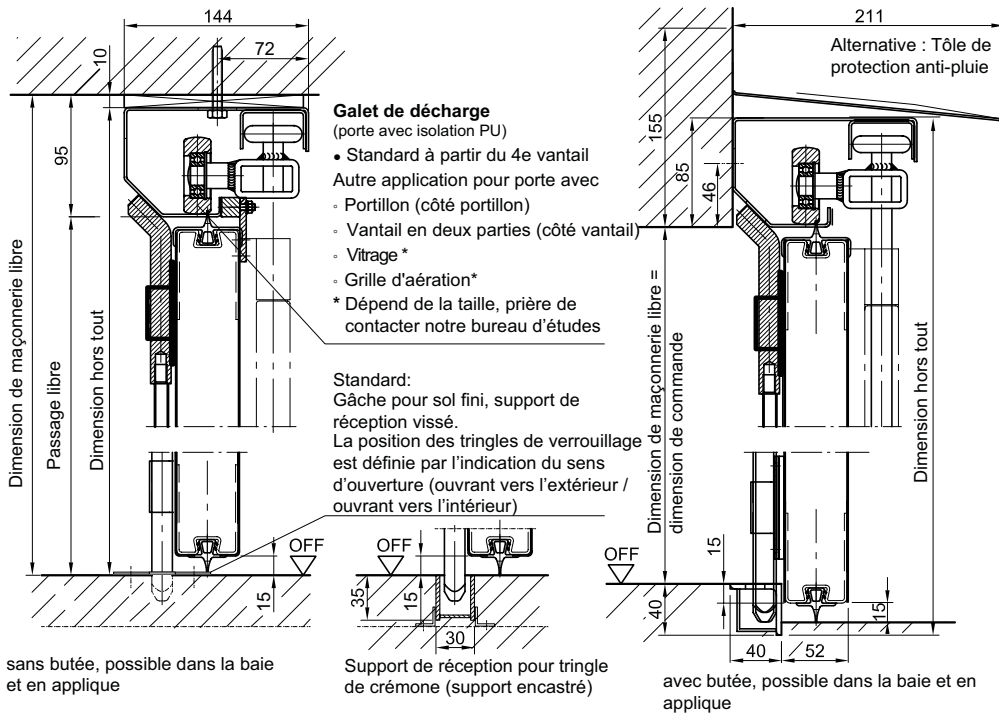 144
72
10
95
Dimension de maçonnerie libre
Passage libre
Dimension hors tout
OFF
15
sans butée, possible dans la baie
et en applique
Galet de décharge
(porte avec isolation PU)
• Standard à partir du 4e vantail
Autre application pour porte avec
◦ Portillon (côté portillon)
◦ Vantail en deux parties (côté vantail)
◦ Vitrage *
◦ Grille d'aération*
* Dépend de la taille, prière de
contacter notre bureau d'études
Standard:
Gâche pour sol fini, support de
réception vissé.
La position des tringles de verrouillage
est définie par l'indication du sens
d'ouverture (ouvrant vers l'extérieur /
ouvrant vers l'intérieur)
OFF
35
15
30
Support de réception pour tringle
de crémone (support encastré)
211
Alternative : Tôle de
protection anti-pluie
155
85
46
Dimension de maçonnerie libre =
dimension de commande
Dimension hors tout
OFF
15
40
15
40
52
avec butée, possible dans la baie et en
applique